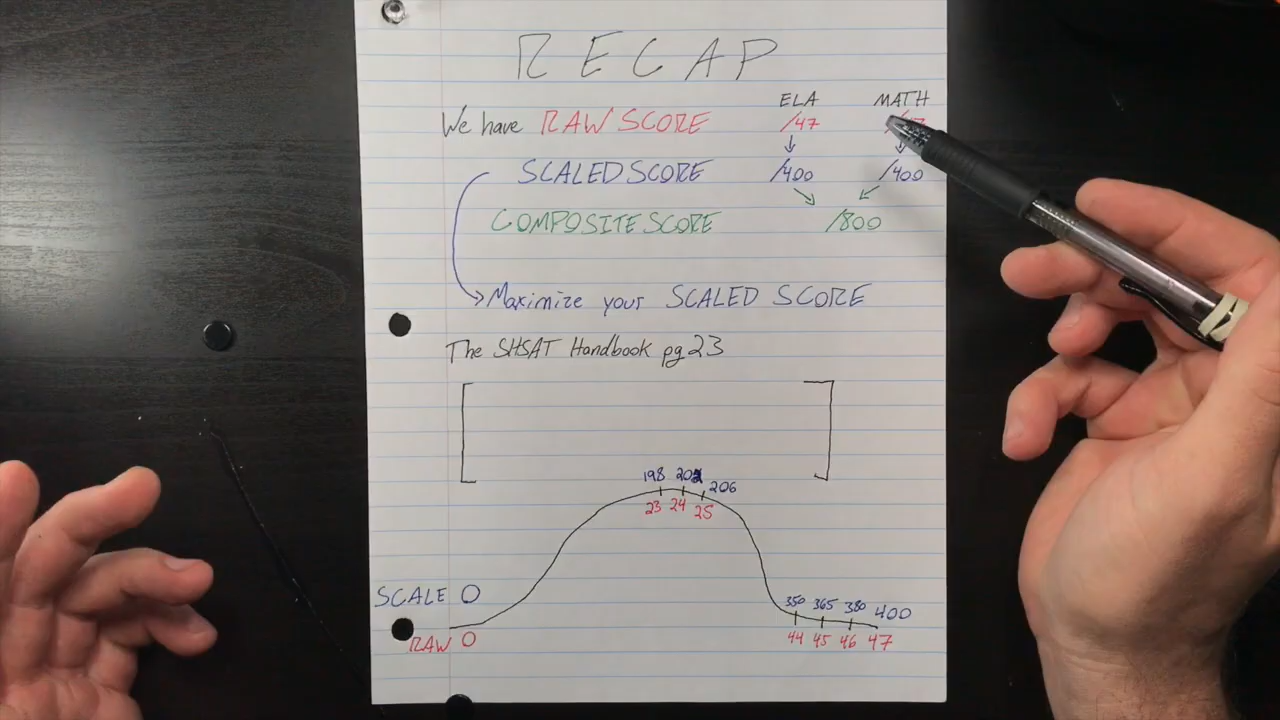 RECAP
ELA MATH
We have RAW SCORE /47
SCALED SCORE /400 /400
COMPOSITE SCORE /800
Maximize your SCALED SCORE
The SHSAT Handbook pg 23
198 202 206
23 24 25
SCALE 0
350 365 380 400
RAW 0
44 45 46 47